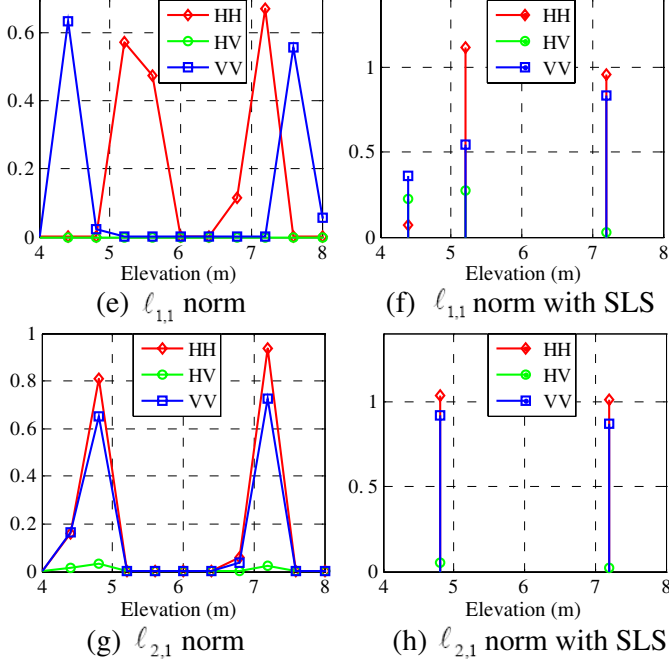 0.6
0.4
0.2
0
HH
HV
VV
4 5 6 7 8
Elevation (m)
(e) ℓ1,1 norm
1
0.5
0
HH
HV
VV
4 5 6 7 8
Elevation (m)
(f) ℓ1,1 norm with SLS
1
0.8
0.6
0.4
0.2
0
HH
HV
VV
4 5 6 7 8
Elevation (m)
(g) ℓ2,1 norm
1
0.5
0
HH
HV
VV
4 5 6 7 8
Elevation (m)
(h) ℓ2,1 norm with SLS